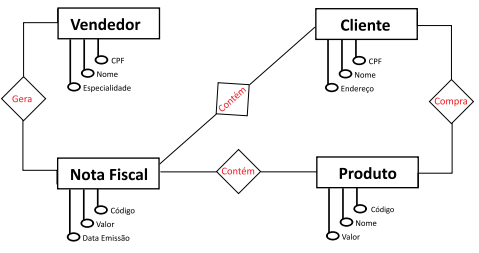 Vendedor
CPF
Nome
Especialidade
Cliente
CPF
Nome
Endereço
Gera
Contém
Compra
Nota Fiscal
Contém
Produto
Código
Valor
Data Emissão
Código
Nome
Valor